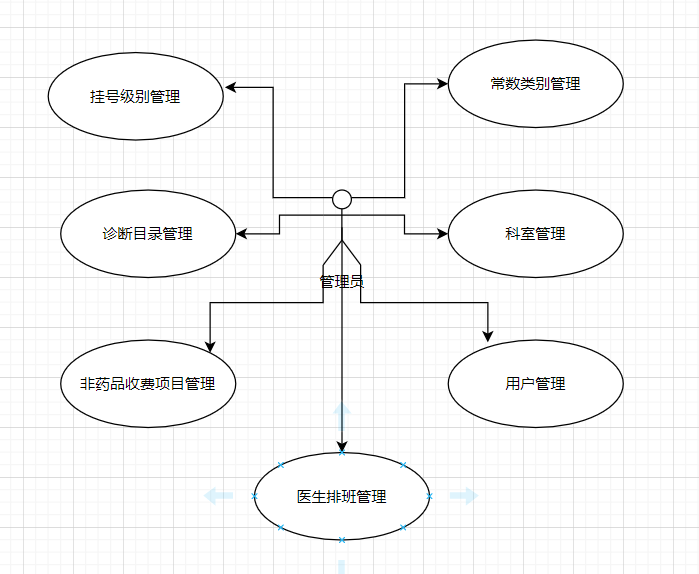 挂号级别管理
常数类别管理
诊断目录管理
科室管理
管理员
非药品收费项目管理
用户管理
医生排班管理